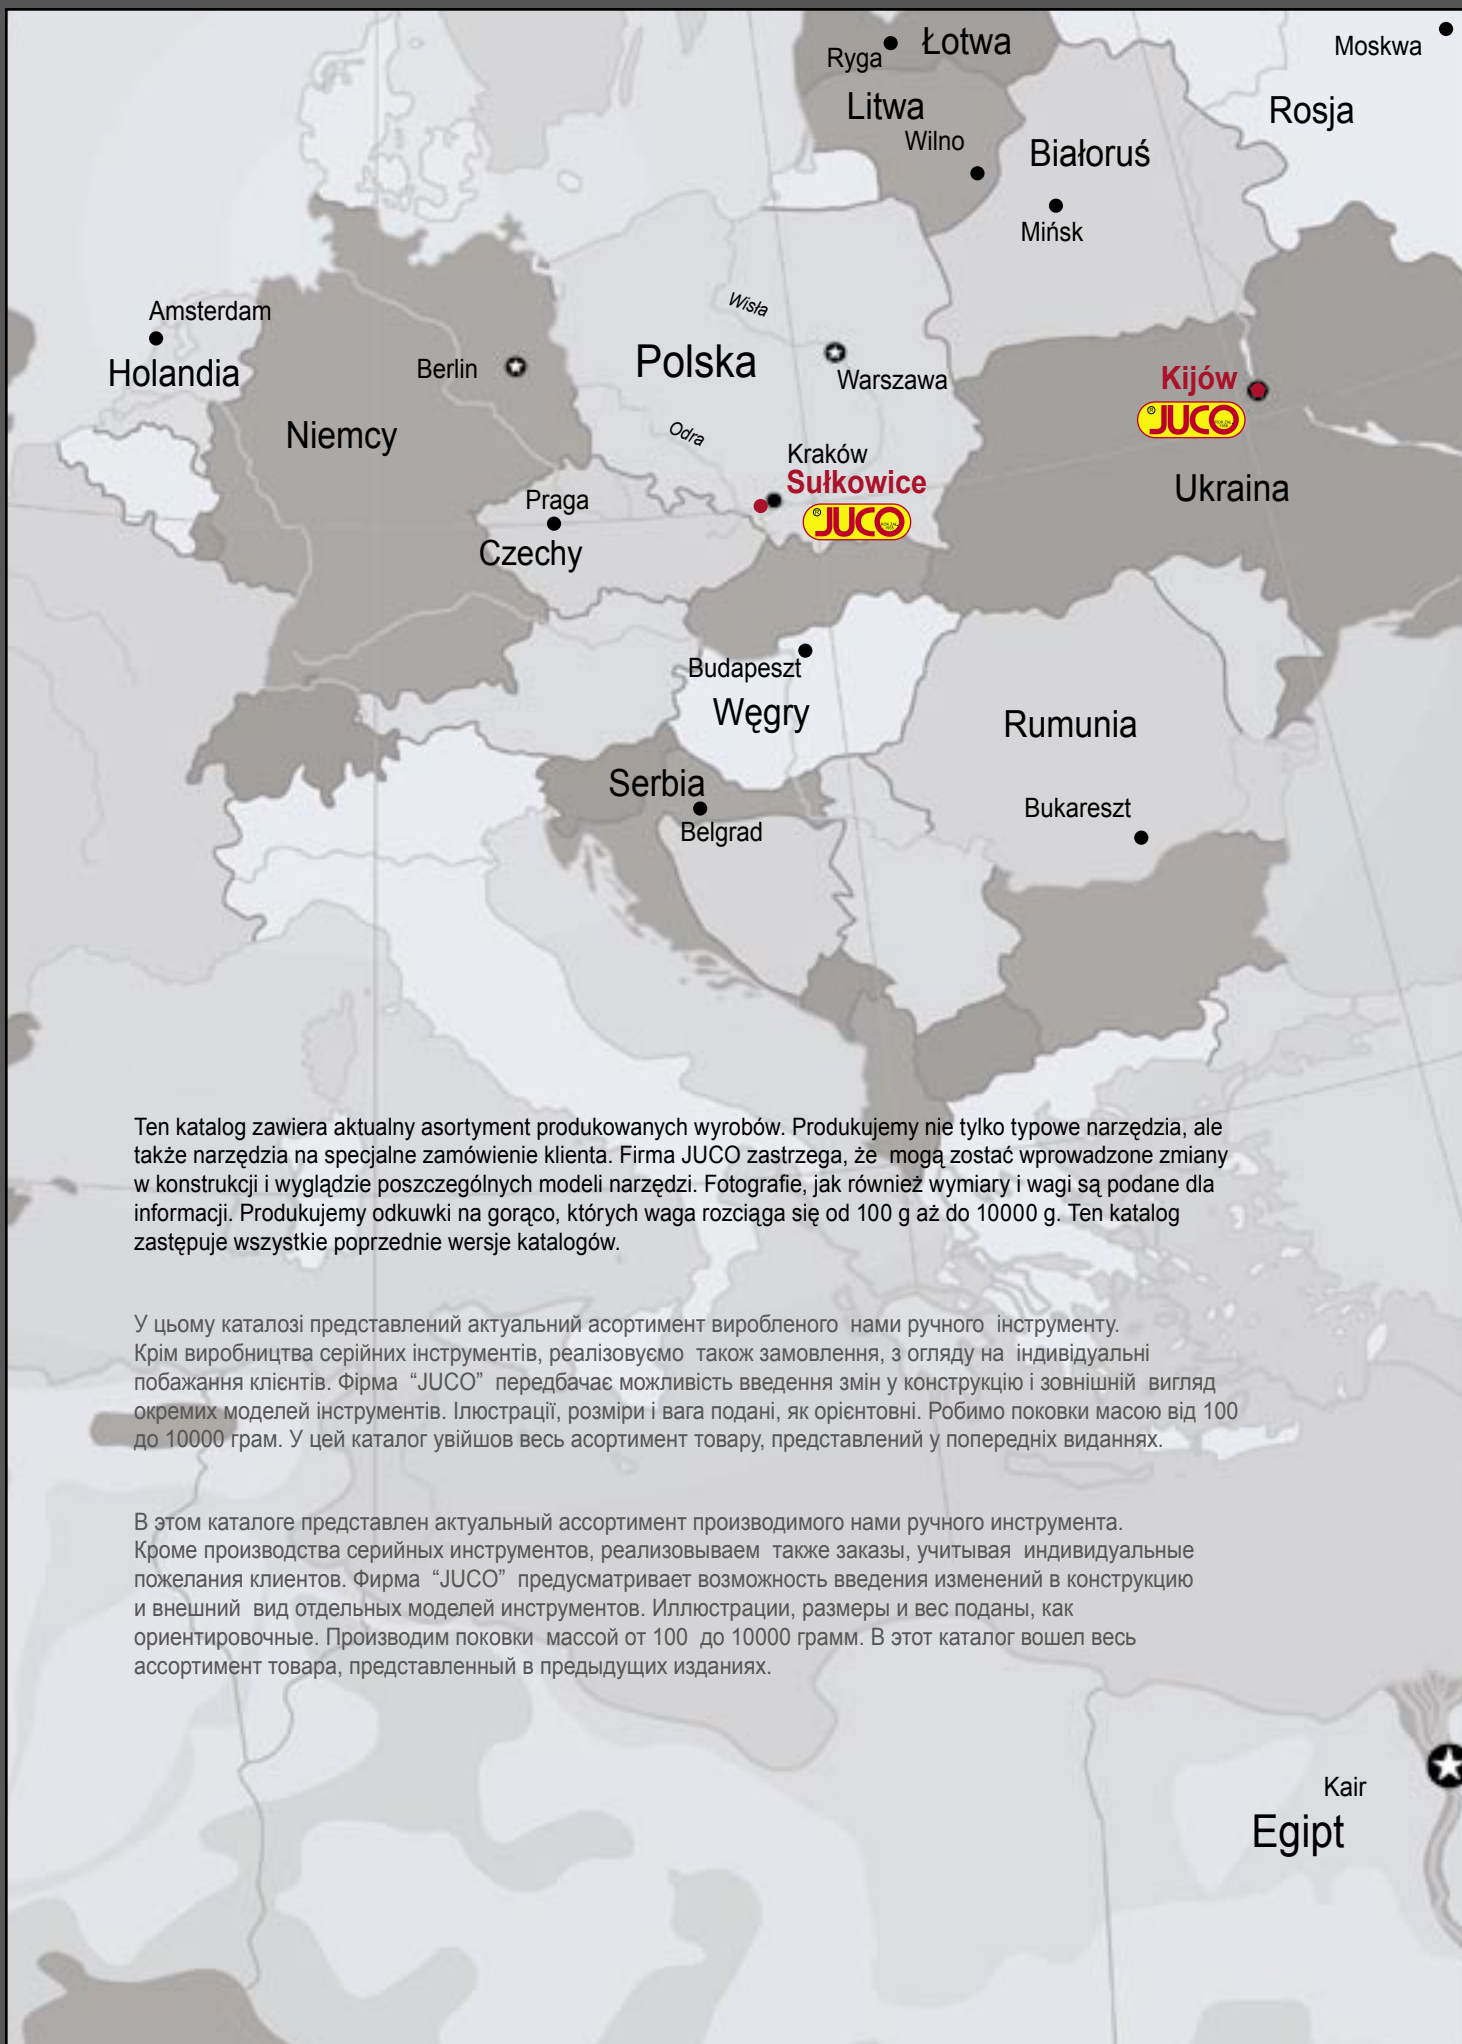 Ryga
Łotwa
Moskwa
Litwa
Rosja
Wilno
Białoruś
Mińsk
Wisła
Amsterdam
Holandia
Berlin
Polska
Warszawa
Kijów
® JUCO
Niemcy
Odra
Kraków
Sułkowice
® JUCO
Ukraina
Praga
Czechy
Budapeszt
Węgry
Rumunia
Serbia
Belgrad
Bukareszt
Ten katalog zawiera aktualny asortyment produkowanych wyrobów. Produkujemy nie tylko typowe narzędzia, ale
także narzędzia na specjalne zamówienie klienta. Firma JUCO zastrzega, że mogą zostać wprowadzone zmiany
w konstrukcji i wyglądzie poszczególnych modeli narzędzi. Fotografie, jak również wymiary i wagi są podane dla
informacji. Produkujemy odkuwki na gorąco, których waga rozciąga się od 100 g aż do 10000 g. Ten katalog
zastępuje wszystkie poprzednie wersje katalogów.
У цьому каталозі представлений актуальний асортимент виробленого нами ручного інструменту.
Крім виробництва серійних інструментів, реалізовуємо також замовлення, з огляду на індивідуальні
побажання клієнтів. Фірма “JUCO” передбачає можливість введення змін у конструкцію і зовнішній вигляд
окремих моделей інструментів. Ілюстрації, розміри і вага подані, як орієнтовні. Робимо поковки масою від 100
до 10000 грам. У цей каталог увійшов весь асортимент товару, представлений у попередніх виданнях.
В этом каталоге представлен актуальный ассортимент производимого нами ручного инструмента.
Кроме производства серийных инструментов, реализовываем также заказы, учитывая индивидуальные
пожелания клиентов. Фирма “JUCO” предусматривает возможность введения изменений в конструкцию
и внешний вид отдельных моделей инструментов. Иллюстрации, размеры и вес поданы, как
ориентировочные. Производим поковки массой от 100 до 10000 грамм. В этот каталог вошел весь
ассортимент товара, представленный в предыдущих изданиях.
Kair
Egipt